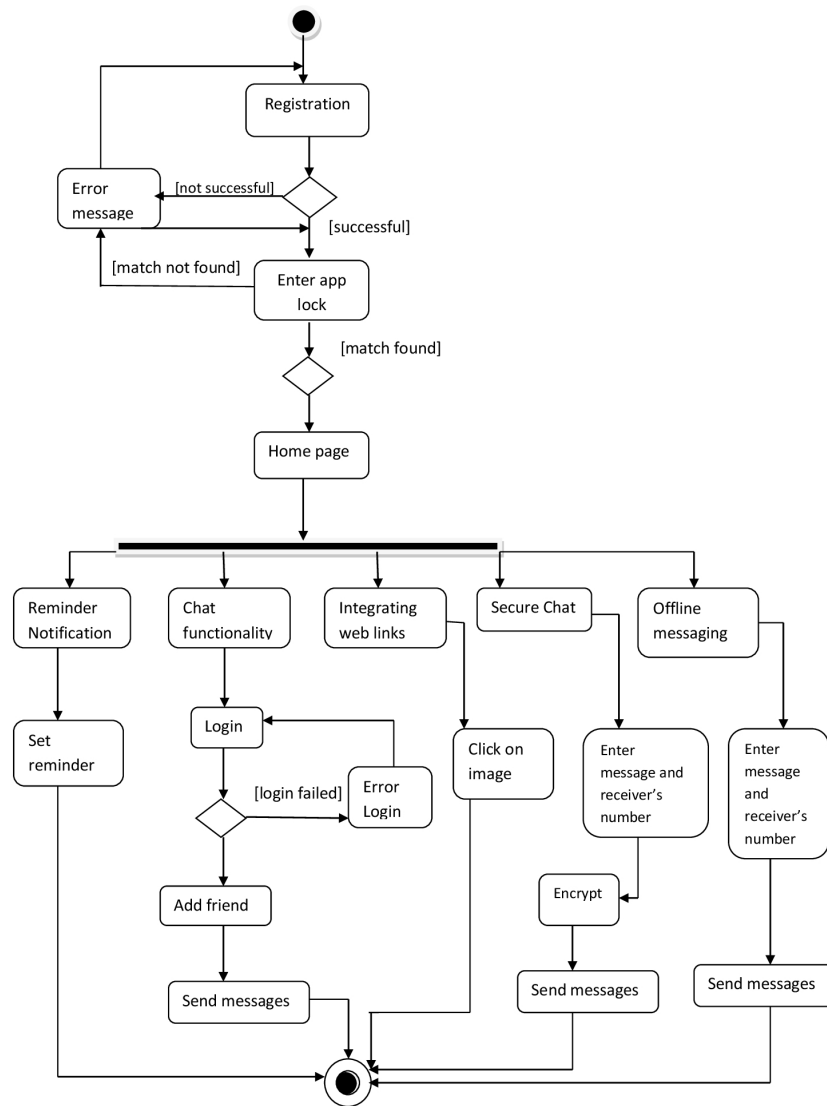 Registration
[not successful]
Error
message
[successful]
[match not found]
Enter app
lock
[match found]
Home page
Reminder
Notification
Chat
functionality
Integrating
web links
Secure Chat
Offline
messaging
Login
Set
reminder
Click on
image
Enter
message and
receiver's
number
Enter
message
and
receiver's
number
[login failed]
Error
Login
Add friend
Encrypt
Send messages
Send messages
Send messages